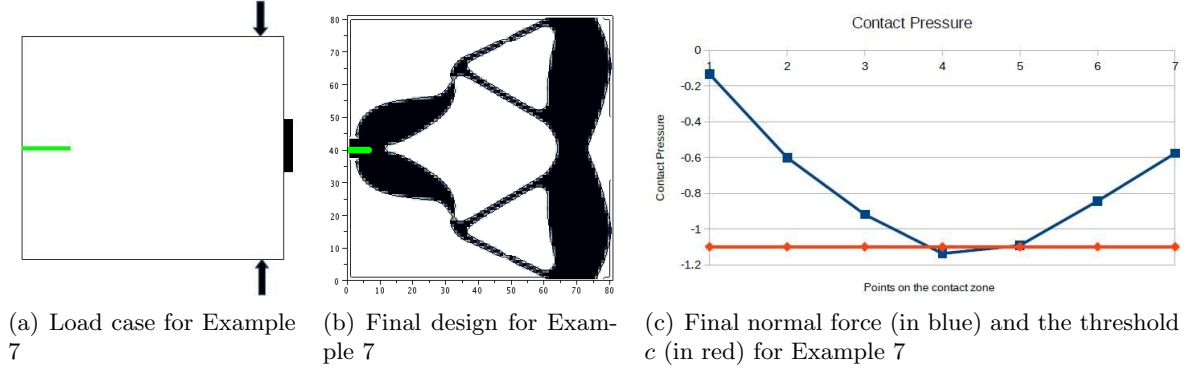 Contact Pressure
80
70
60
50
40
30
20
10
0
0 10 20 30 40 50 60 70 80
0
-0.2
-0.4
-0.6
-0.8
-1
-1.2
1 2 3 4 5 6 7
Contact Pressure
Points on the contact zone
(a) Load case for Example
7
(b) Final design for Exam-
ple 7
(c) Final normal force (in blue) and the threshold
c (in red) for Example 7